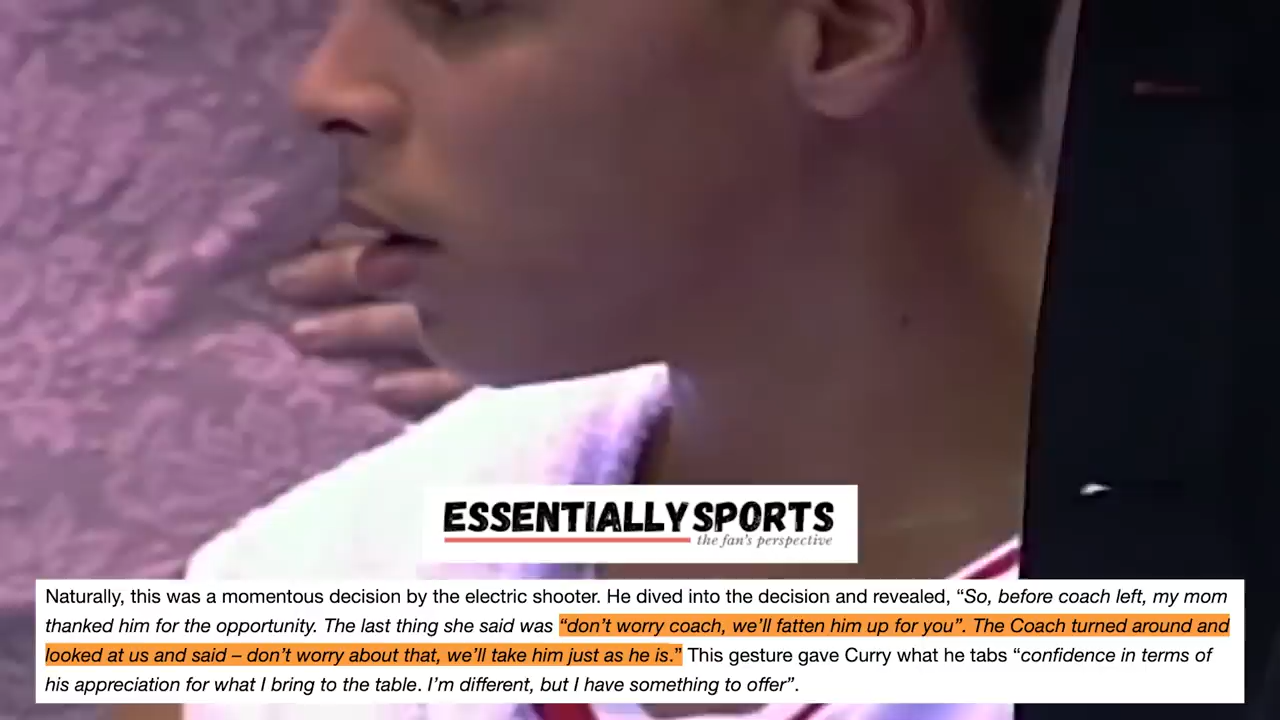 ESSENTIALLYSPORTS
the fan's perspective
Naturally, this was a momentous decision by the electric shooter. He dived into the decision and revealed, “So, before coach left, my mom
thanked him for the opportunity. The last thing she said was “don’t worry coach, we’ll fatten him up for you”. The Coach turned around and
looked at us and said – don’t worry about that, we’ll take him just as he is.” This gesture gave Curry what he tabs “confidence in terms of
his appreciation for what I bring to the table. I’m different, but I have something to offer”.